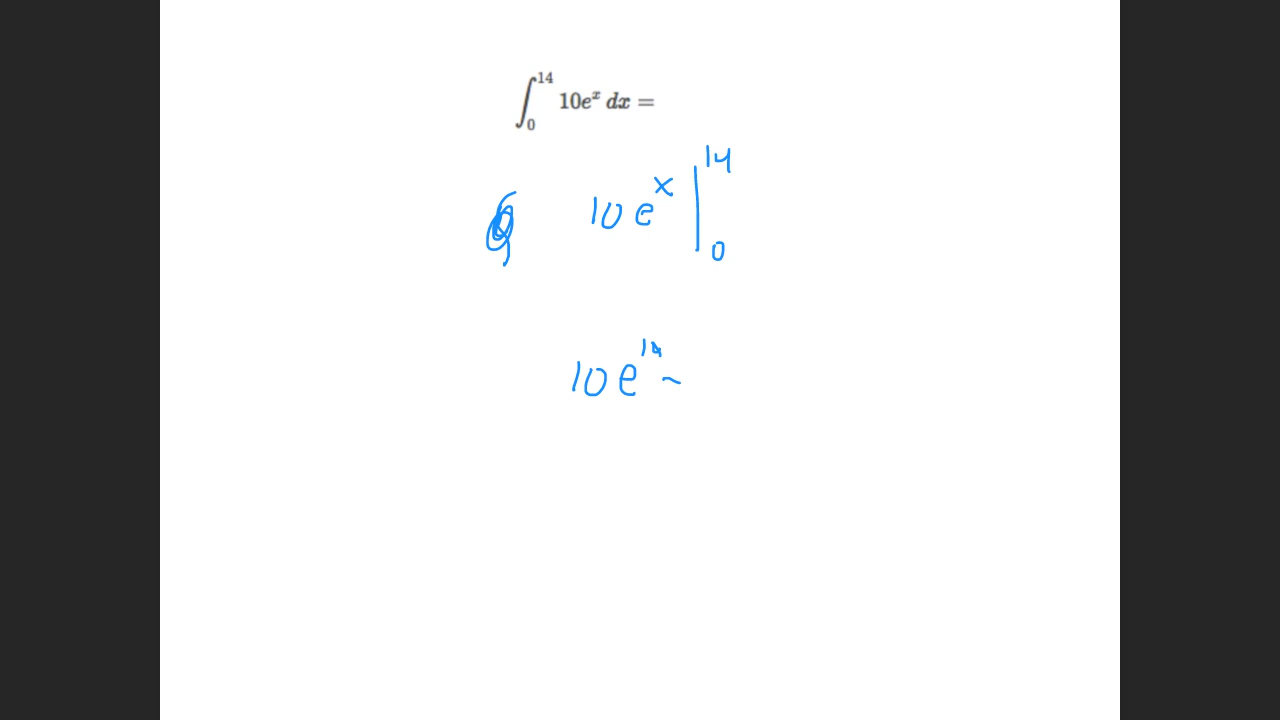 ∫₀¹⁴ 10eˣ dx =
10eˣ |₀¹⁴
10e¹⁴ -